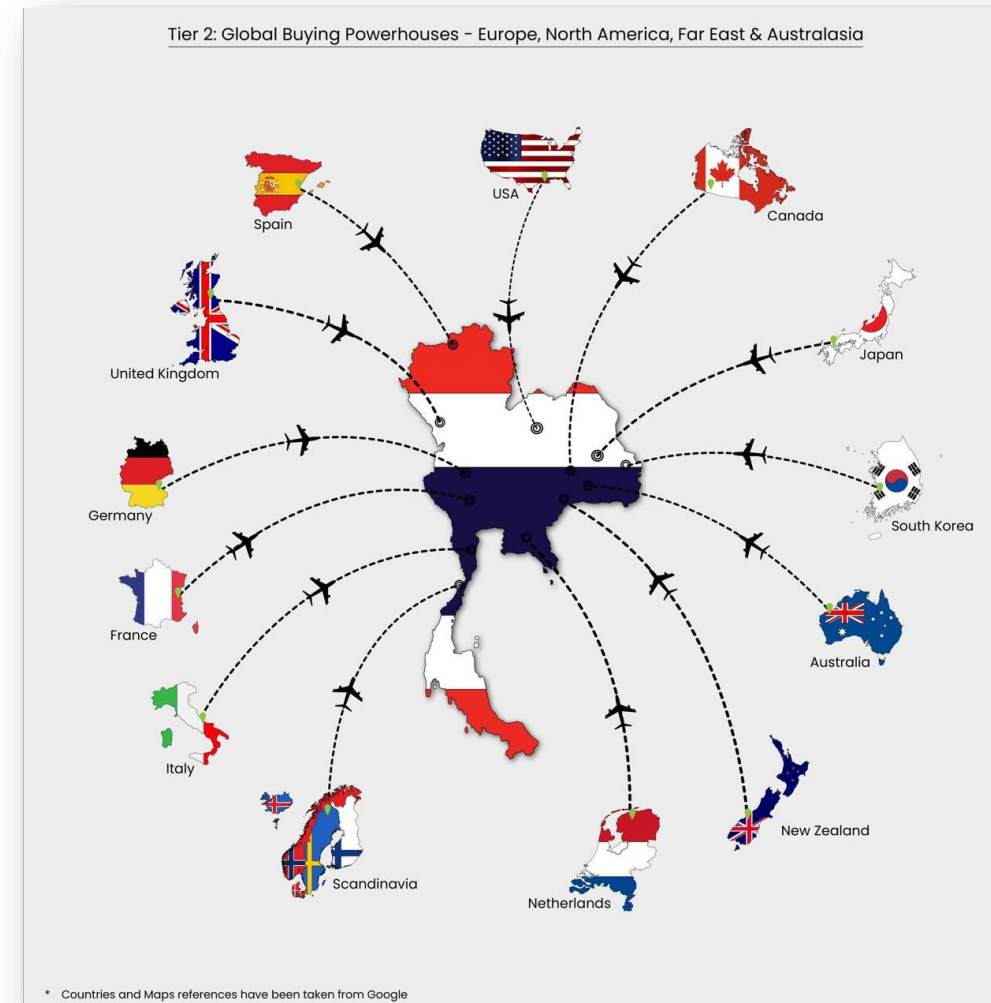 Tier 2: Global Buying Powerhouses - Europe, North America, Far East & Australasia
Spain
USA
Canada
United Kingdom
Japan
Germany
South Korea
France
Australia
Italy
New Zealand
Scandinavia
Netherlands
* Countries and Maps references have been taken from Google